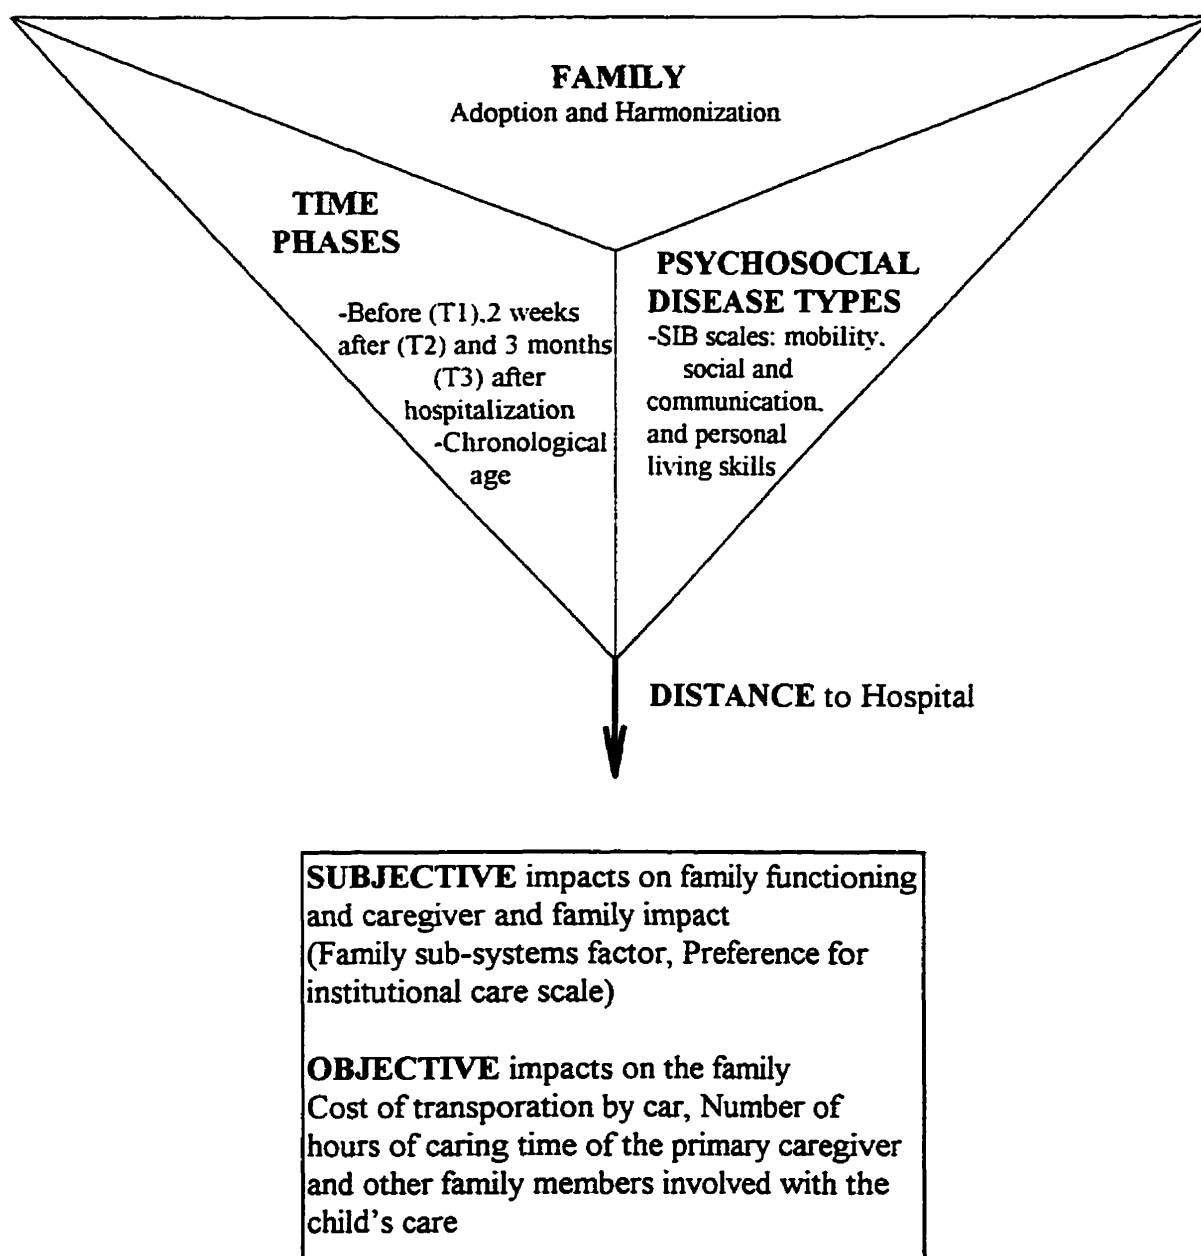 FAMILY
Adoption and Harmonization
TIME
PHASES
-Before (T1).2 weeks
after (T2) and 3 months
(T3) after
hospitalization
-Chronological
age
PSYCHOSOCIAL
DISEASE TYPES
-SIB scales: mobility.
social and
communication.
and personal
living skills
DISTANCE to Hospital
SUBJECTIVE impacts on family functioning
and caregiver and family impact
(Family sub-systems factor, Preference for
institutional care scale)
OBJECTIVE impacts on the family
Cost of transporation by car, Number of
hours of caring time of the primary caregiver
and other family members involved with the
child's care